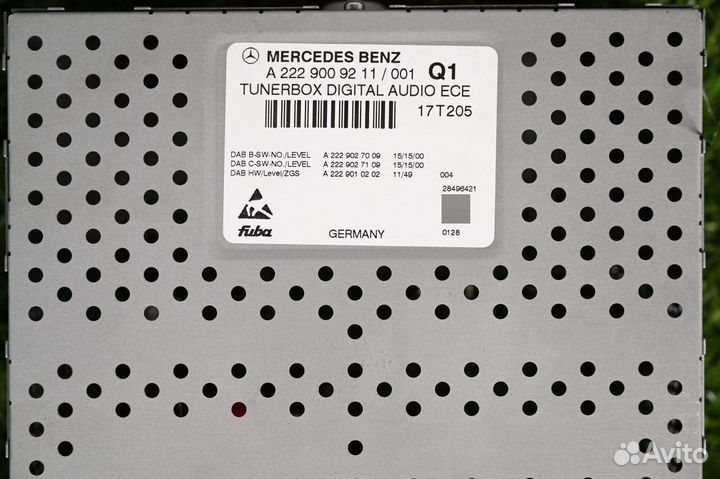 MERCEDES BENZ
A 222 900 92 11 / 001 Q1
TUNERBOX DIGITAL AUDIO ECE
17T205
DAB B-SW-NO./LEVEL A 222 902 70 09 15/15/00
DAB C-SW-NO./LEVEL A 222 902 71 09 15/15/00
DAB HW/Level/ZGS A 222 901 02 02 11/49 004
28496421
fuba GERMANY 0128
Avito